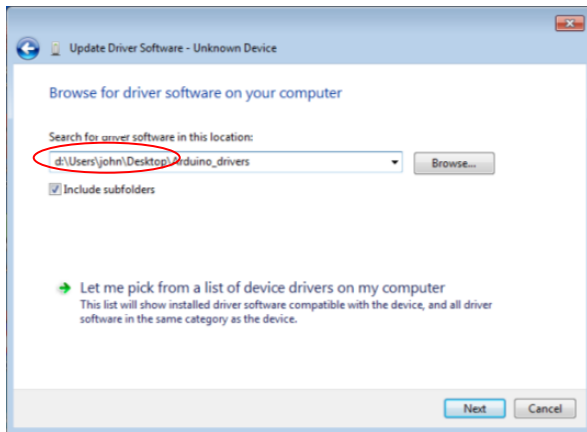 Update Driver Software - Unknown Device
Browse for driver software on your computer
Search for driver software in this location:
d:\Users\john\Desktop\Arduino_drivers
Browse...
Include subfolders
Let me pick from a list of device drivers on my computer
This list will show installed driver software compatible with the device, and all driver
software in the same category as the device.
Next
Cancel